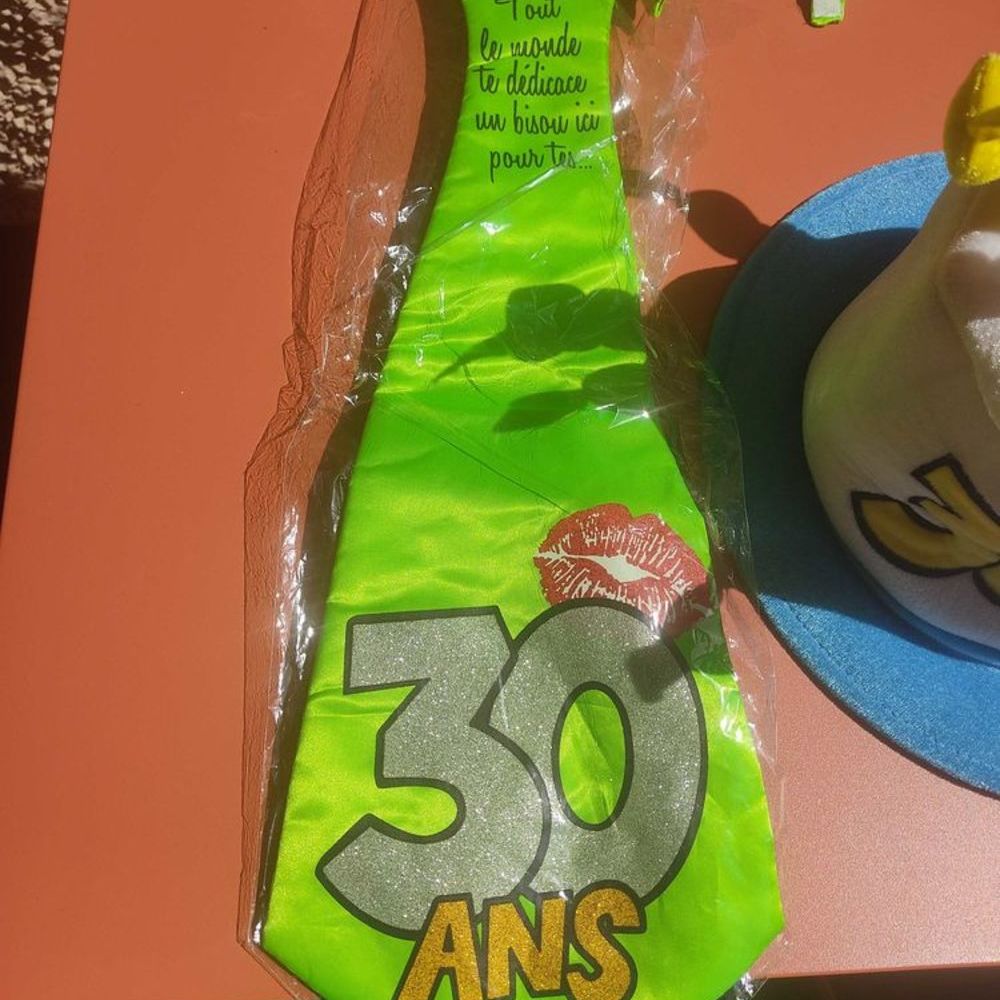 Tout
le monde
te dédicace
un bisou ici
pour tes...
30
ANS